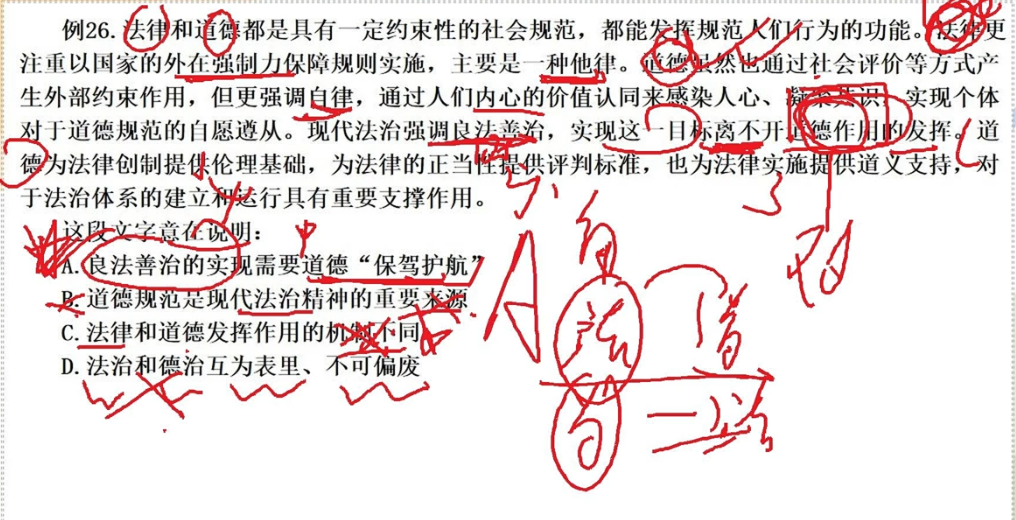 例26.法律和道德都是具有一定约束性的社会规范，都能发挥规范人们行为的功能。法律更
注重以国家的外在强制力保障规则实施，主要是一种他律。道德虽然也通过社会评价等方式产
生外部约束作用，但更强调自律，通过人们内心的价值认同来感染人心、凝聚共识，实现个体
对于道德规范的自愿遵从。现代法治强调良法善治，实现这一目标离不开道德作用的发挥。道
德为法律创制提供伦理基础，为法律的正当性提供评判标准，也为法律实施提供道义支持，对
于法治体系的建立和运行具有重要支撑作用。
这段文字意在说明：
A.良法善治的实现需要道德“保驾护航”
B.道德规范是现代法治精神的重要来源
C.法律和道德发挥作用的机制不同
D.法治和德治互为表里、不可偏废
A